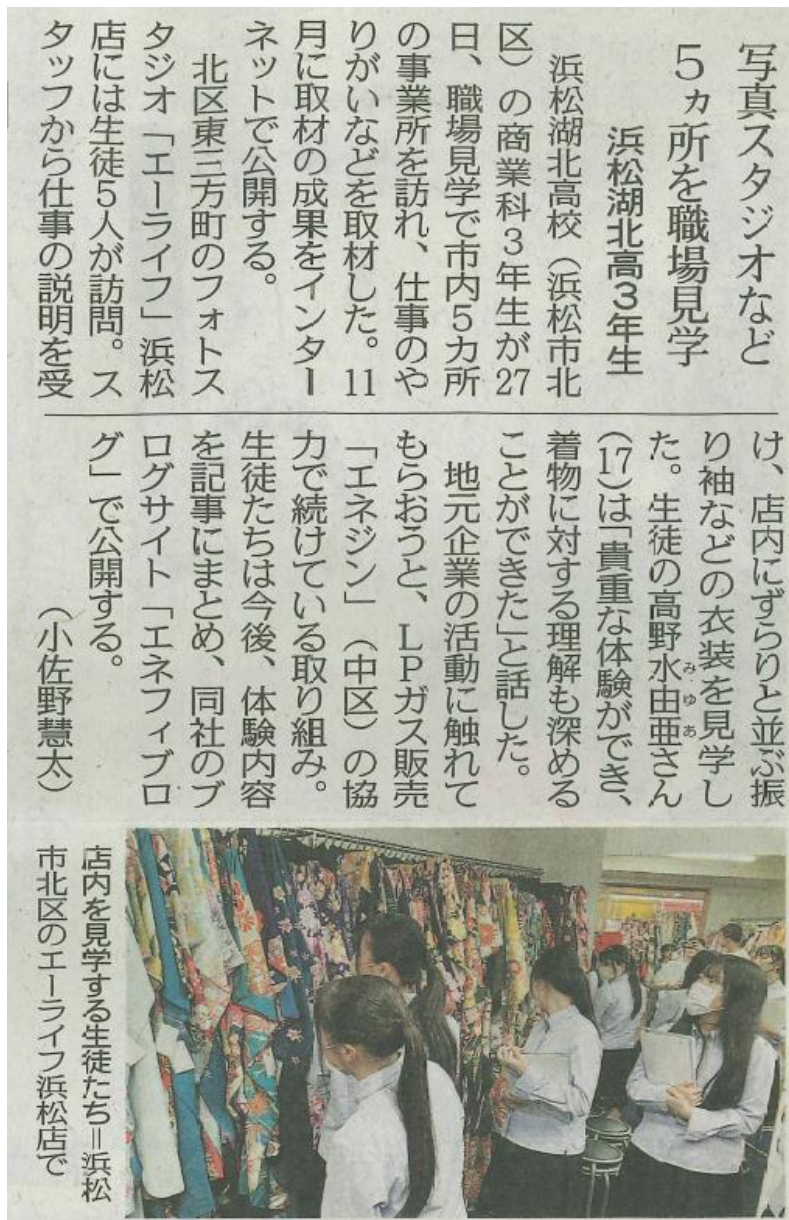 写真スタジオなど
5ヵ所を職場見学
浜松湖北高3年生
浜松湖北高校（浜松市北
区）の商業科3年生が27
日、職場見学で市内5カ所
の事業所を訪れ、仕事のや
りがいなどを取材した。11
月に取材の成果をインター
ネットで公開する。
北区東三方町のフォトス
タジオ「エーライフ」浜松
店には生徒5人が訪問。ス
タッフから仕事の説明を受
け、店内にずらりと並ぶ振
り袖などの衣装を見学し
た。生徒の高野水由亜さん
みゆあ
(17)は「貴重な体験ができ、
着物に対する理解も深める
ことができた」と話した。
地元企業の活動に触れて
もらおうと、LPガス販売
「エネジン」（中区）の協
力で続けている取り組み。
生徒たちは今後、体験内容
を記事にまとめ、同社のブ
ログサイト「エネフィブロ
グ」で公開する。
（小佐野慧太）
店内を見学する生徒たち＝浜松
市北区のエーライフ浜松店で